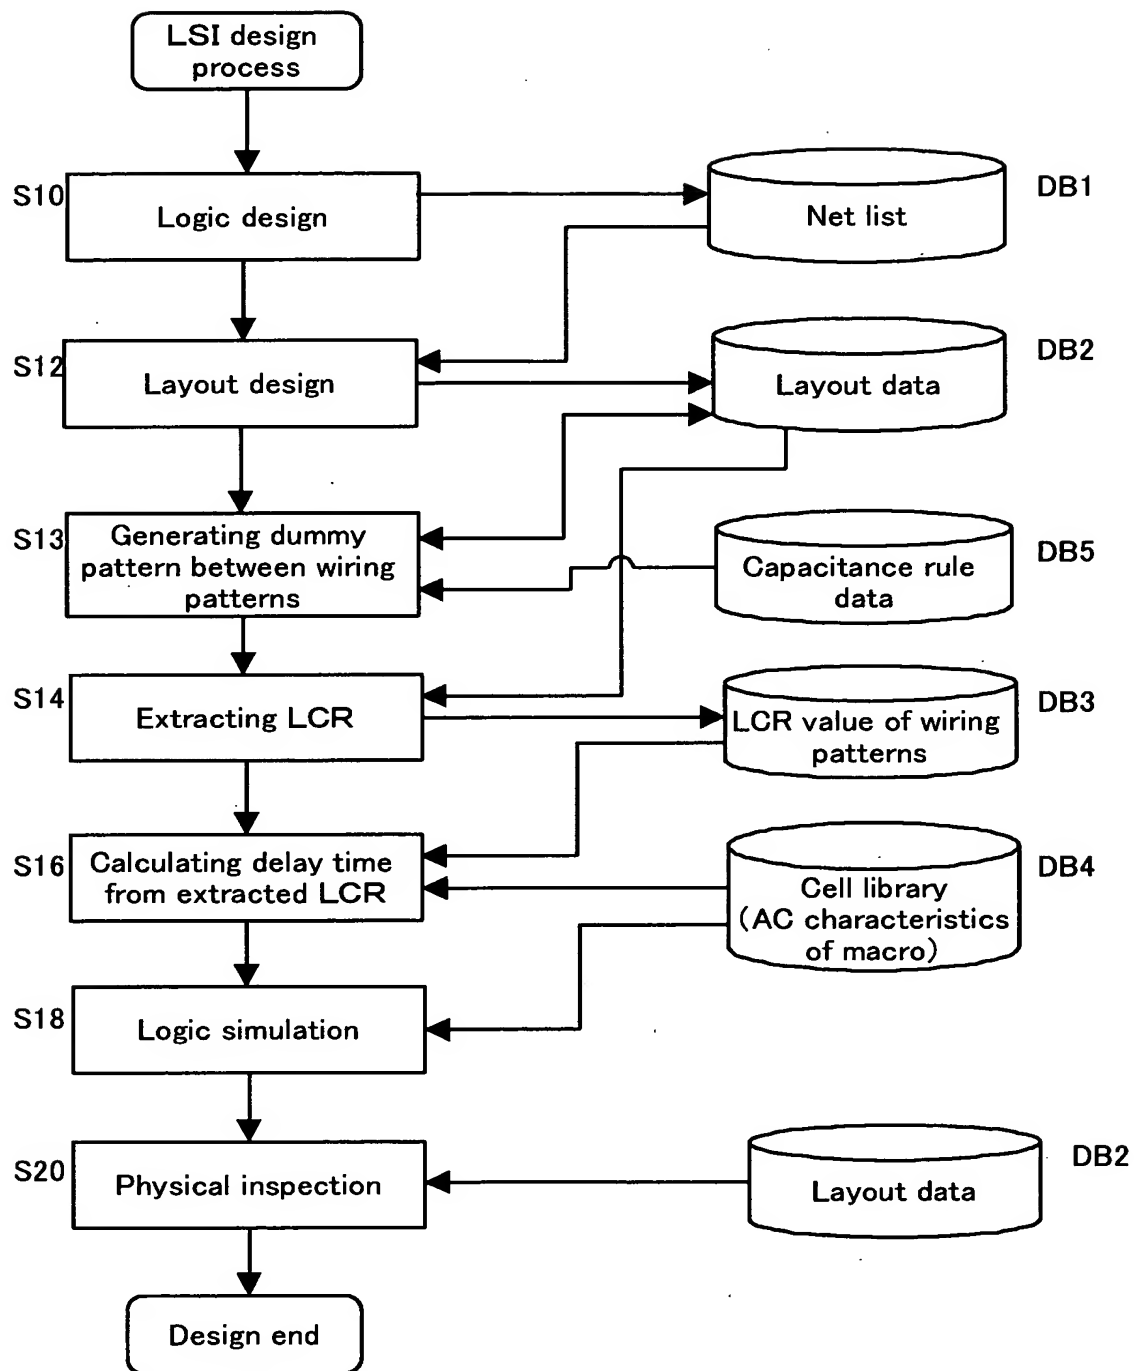 LSI design
process
S10
Logic design
Net list
DB1
S12
Layout design
Layout data
DB2
S13
Generating dummy
pattern between wiring
patterns
Capacitance rule
data
DB5
S14
Extracting LCR
LCR value of wiring
patterns
DB3
S16
Calculating delay time
from extracted LCR
Cell library
(AC characteristics
of macro)
DB4
S18
Logic simulation
S20
Physical inspection
Layout data
DB2
Design end